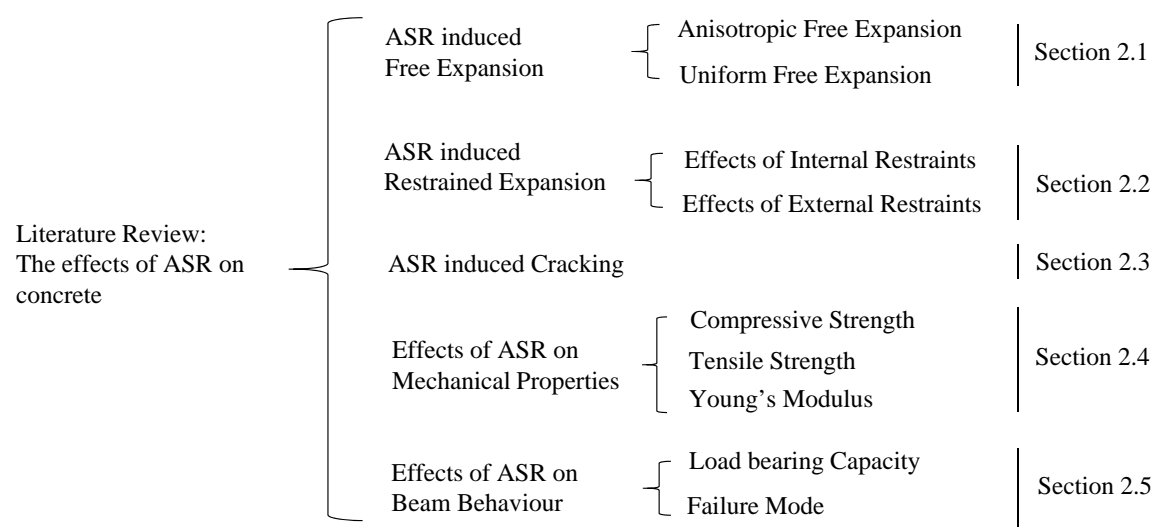 Literature Review:
The effects of ASR on
concrete
ASR induced
Free Expansion
Anisotropic Free Expansion
Uniform Free Expansion
Section 2.1
ASR induced
Restrained Expansion
Effects of Internal Restraints
Effects of External Restraints
Section 2.2
ASR induced Cracking
Section 2.3
Effects of ASR on
Mechanical Properties
Compressive Strength
Tensile Strength
Young’s Modulus
Section 2.4
Effects of ASR on
Beam Behaviour
Load bearing Capacity
Failure Mode
Section 2.5